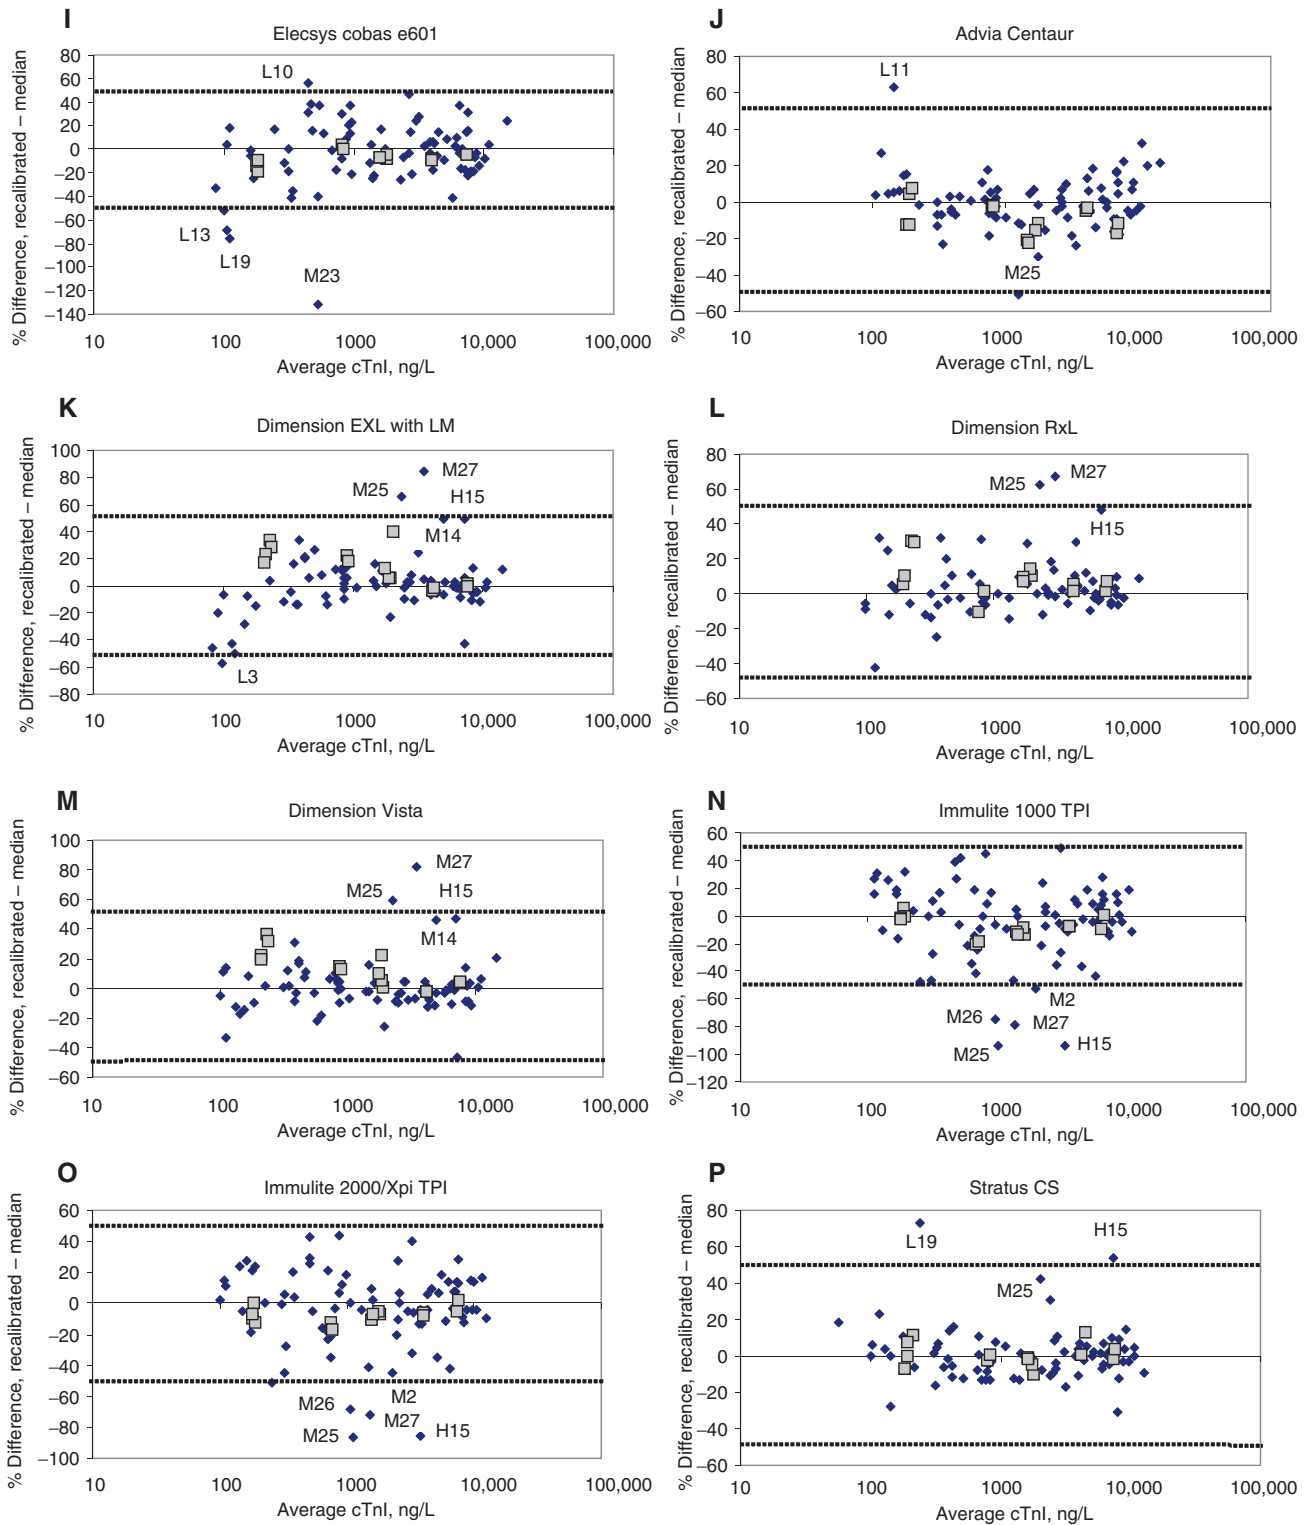 I
Elecsys cobas e601
% Difference, recalibrated – median
80
60
40
20
0
−20
−40
−60
−80
−100
−120
−140
L10
L13
L19
M23
10
100
1000
10,000
100,000
Average cTnI, ng/L
J
Advia Centaur
% Difference, recalibrated – median
80
60
40
20
0
−20
−40
−60
L11
M25
10
100
1000
10,000
100,000
Average cTnI, ng/L
K
Dimension EXL with LM
% Difference, recalibrated – median
100
80
60
40
20
0
−20
−40
−60
−80
M27
M25
H15
M14
L3
10
100
1000
10,000
100,000
Average cTnI, ng/L
L
Dimension RxL
% Difference, recalibrated – median
80
60
40
20
0
−20
−40
−60
M25
M27
H15
10
100
1000
10,000
100,000
Average cTnI, ng/L
M
Dimension Vista
% Difference, recalibrated – median
100
80
60
40
20
0
−20
−40
−60
M27
M25
H15
M14
10
100
1000
10,000
100,000
Average cTnI, ng/L
N
Immulite 1000 TPI
% Difference, recalibrated – median
60
40
20
0
−20
−40
−60
−80
−100
−120
M2
M26
M27
M25
H15
10
100
1000
10,000
100,000
Average cTnI, ng/L
O
Immulite 2000/Xpi TPI
% Difference, recalibrated – median
60
40
20
0
−20
−40
−60
−80
−100
M26
M2
M27
M25
H15
10
100
1000
10,000
100,000
Average cTnI, ng/L
P
Stratus CS
% Difference, recalibrated – median
80
60
40
20
0
−20
−40
−60
L19
H15
M25
10
100
1000
10,000
100,000
Average cTnI, ng/L